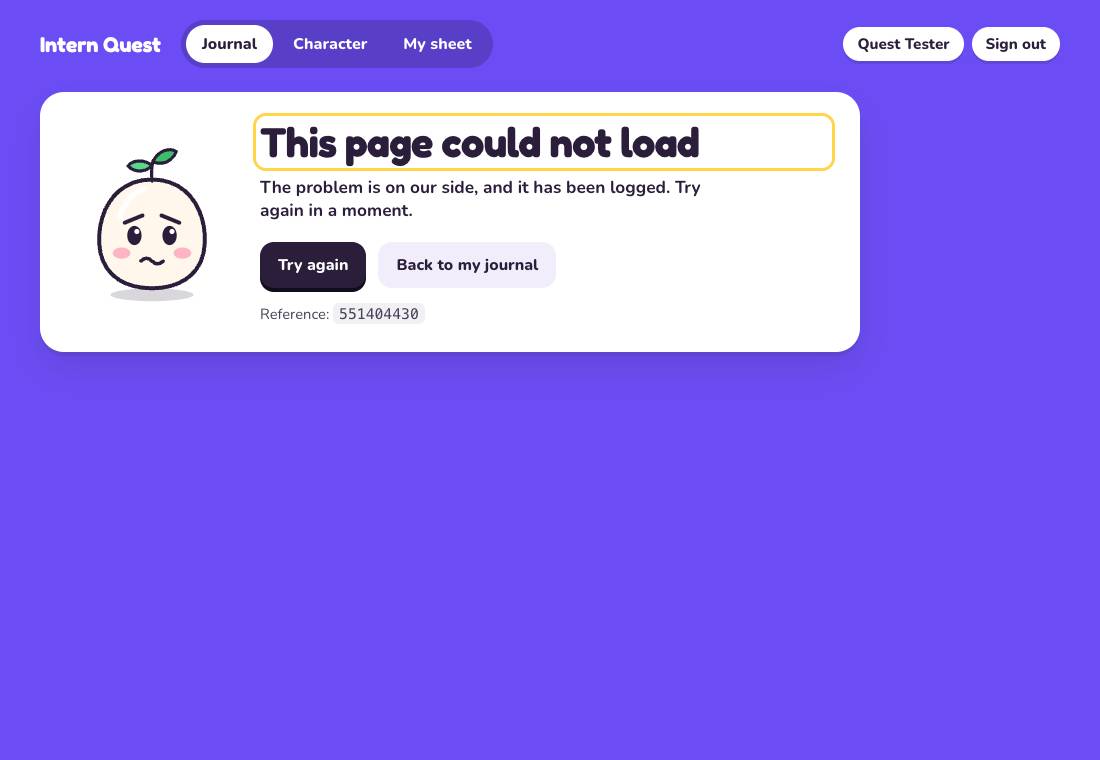 Intern Quest
Journal
Character
My sheet
Quest Tester
Sign out
This page could not load
The problem is on our side, and it has been logged. Try
again in a moment.
Try again
Back to my journal
Reference: 551404430